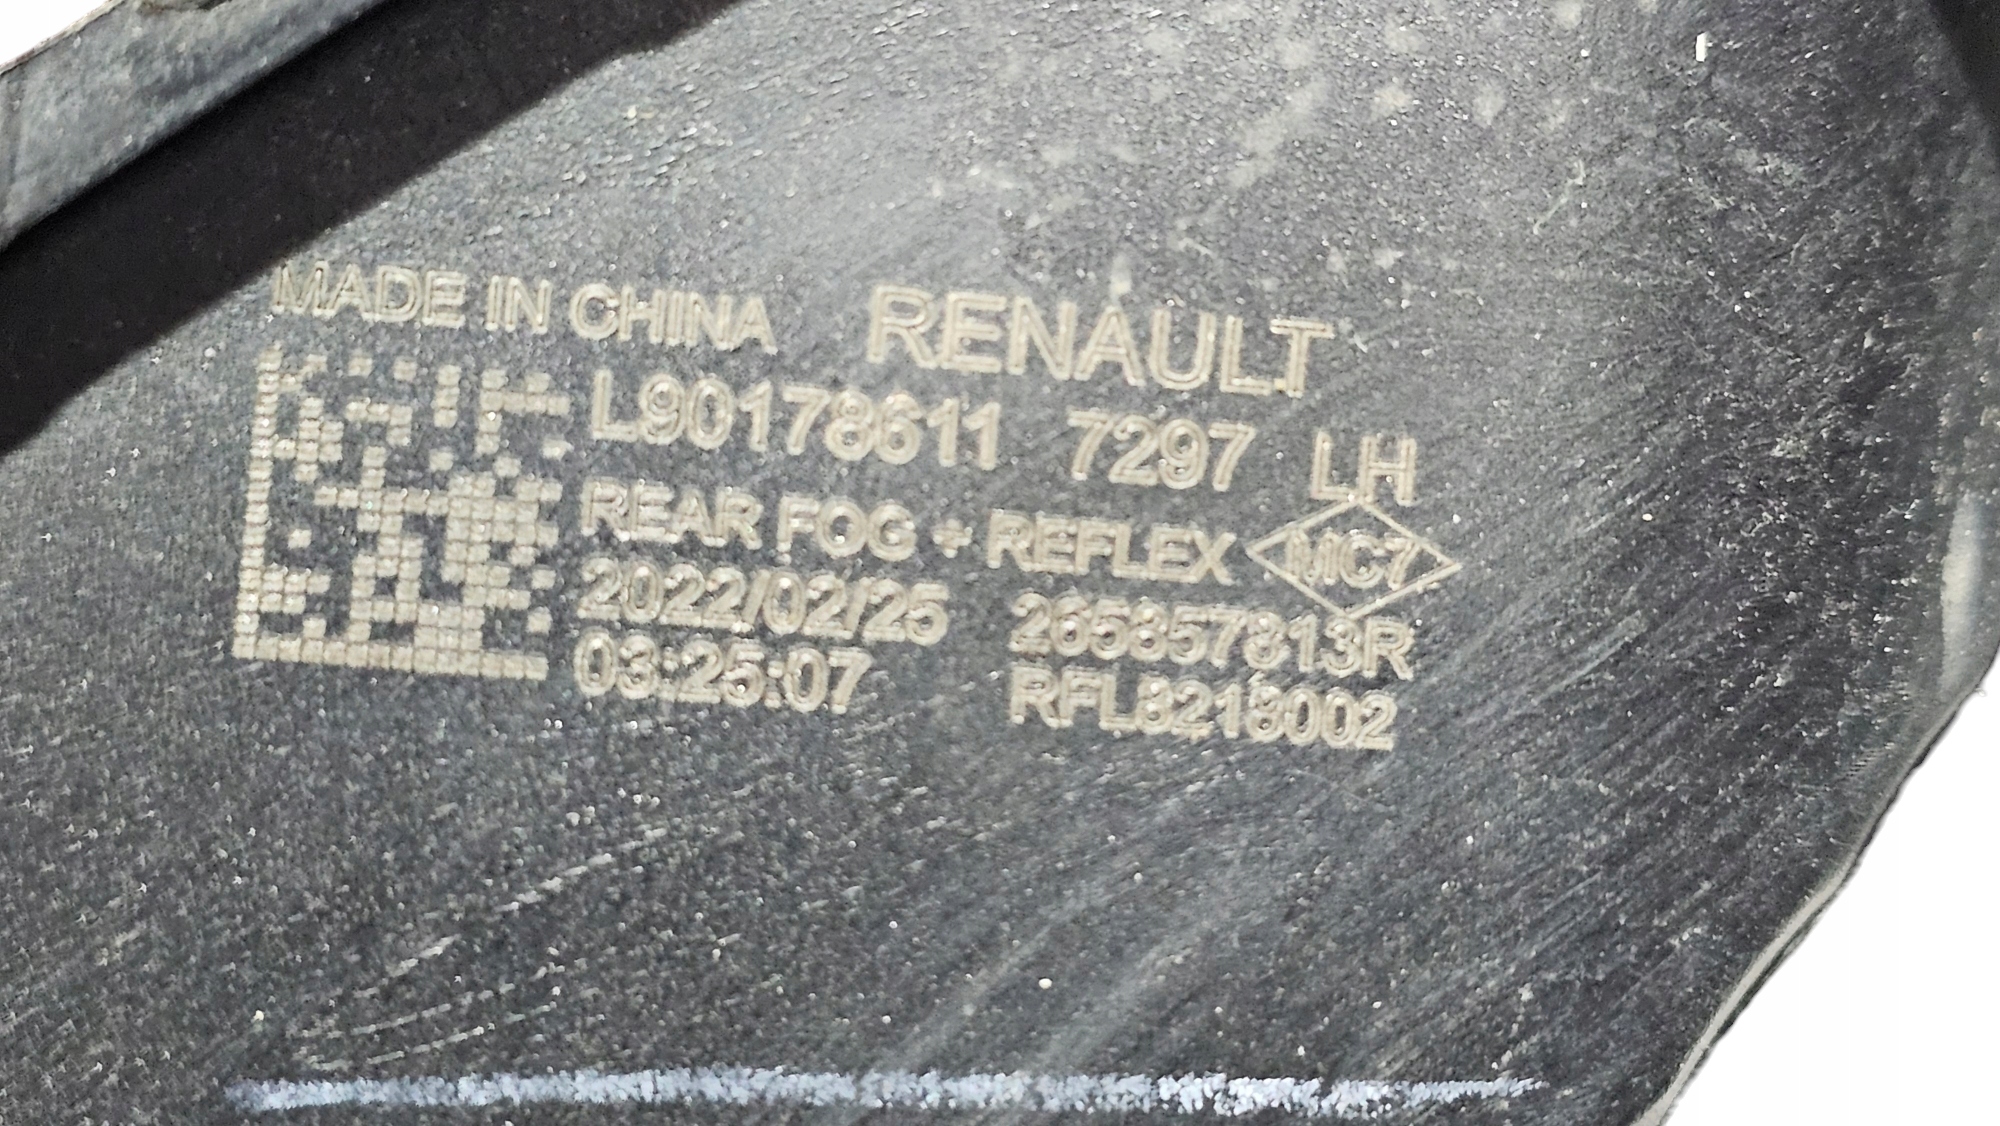 MADE IN CHINA RENAULT
L90178611 7297 LH
REAR FOG + REFLEX MC7
2022/02/25 265857813R
03:25:07 RFL8218002